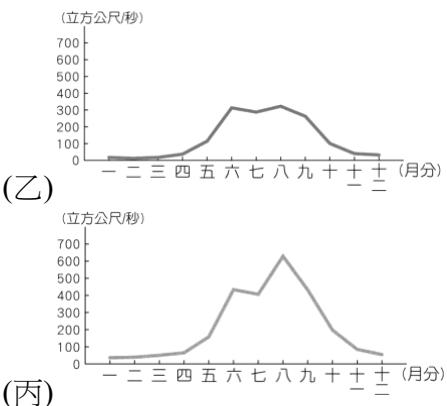 (立方公尺/秒)
700
600
500
400
300
200
100
0
一 二 三 四 五 六 七 八 九 十 十一 十二 (月分)
(乙)
(立方公尺/秒)
700
600
500
400
300
200
100
0
一 二 三 四 五 六 七 八 九 十 十一 十二 (月分)
(丙)